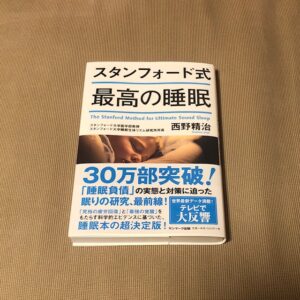 スタンフォード式
最高の睡眠
The Stanford Method for Ultimate Sound Sleep
スタンフォード大学医学部教授
スタンフォード大学睡眠生体リズム研究所所長
西野精治
30万部突破!
「睡眠負債」の実態と対策に迫った
眠りの研究、最前線!
世界最新データ満載!
テレビで
大反響
「究極の疲労回復」と「最強の覚醒」を
もたらす科学的エビデンスに基づいた、
睡眠本の超決定版!
サンマーク出版